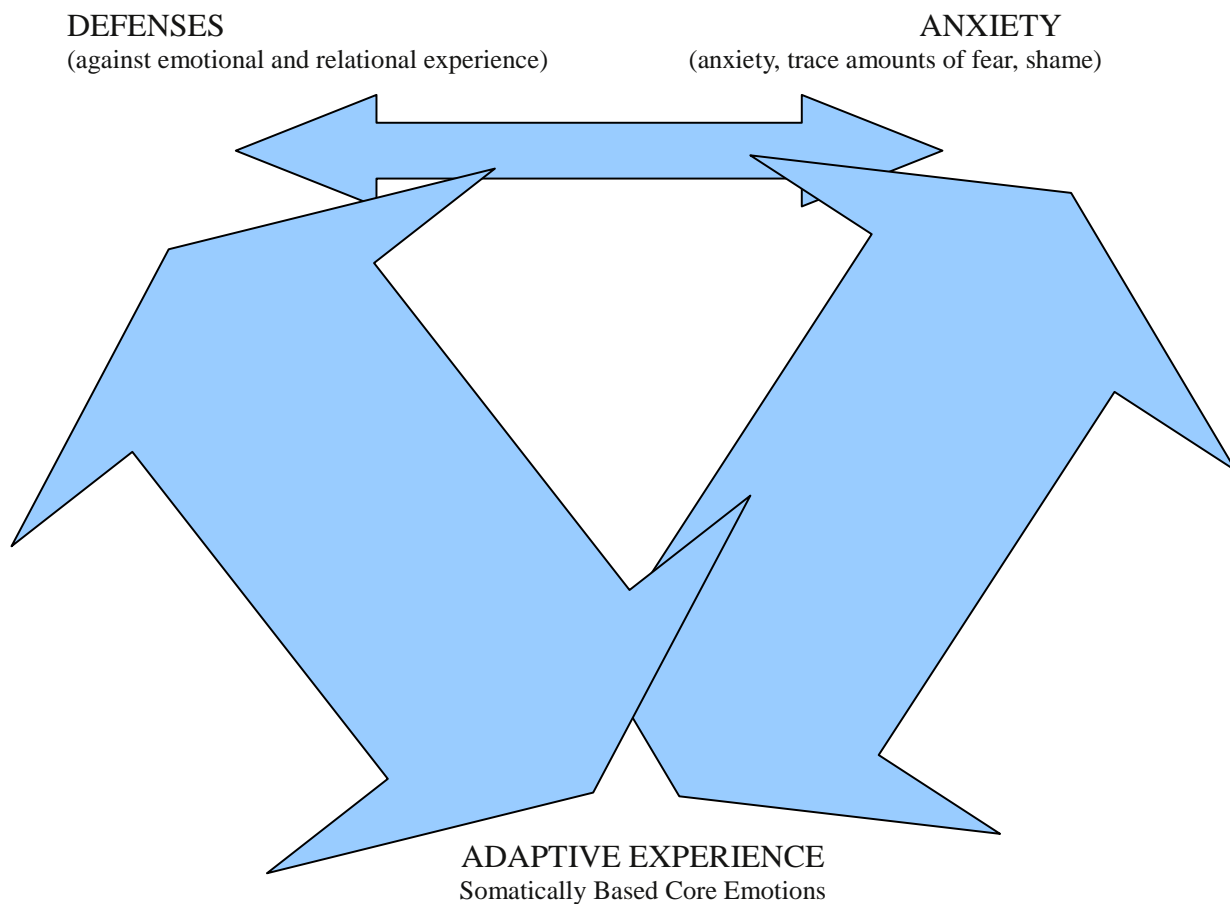 DEFENSES
(against emotional and relational experience)
ANXIETY
(anxiety, trace amounts of fear, shame)
ADAPTIVE EXPERIENCE
Somatically Based Core Emotions